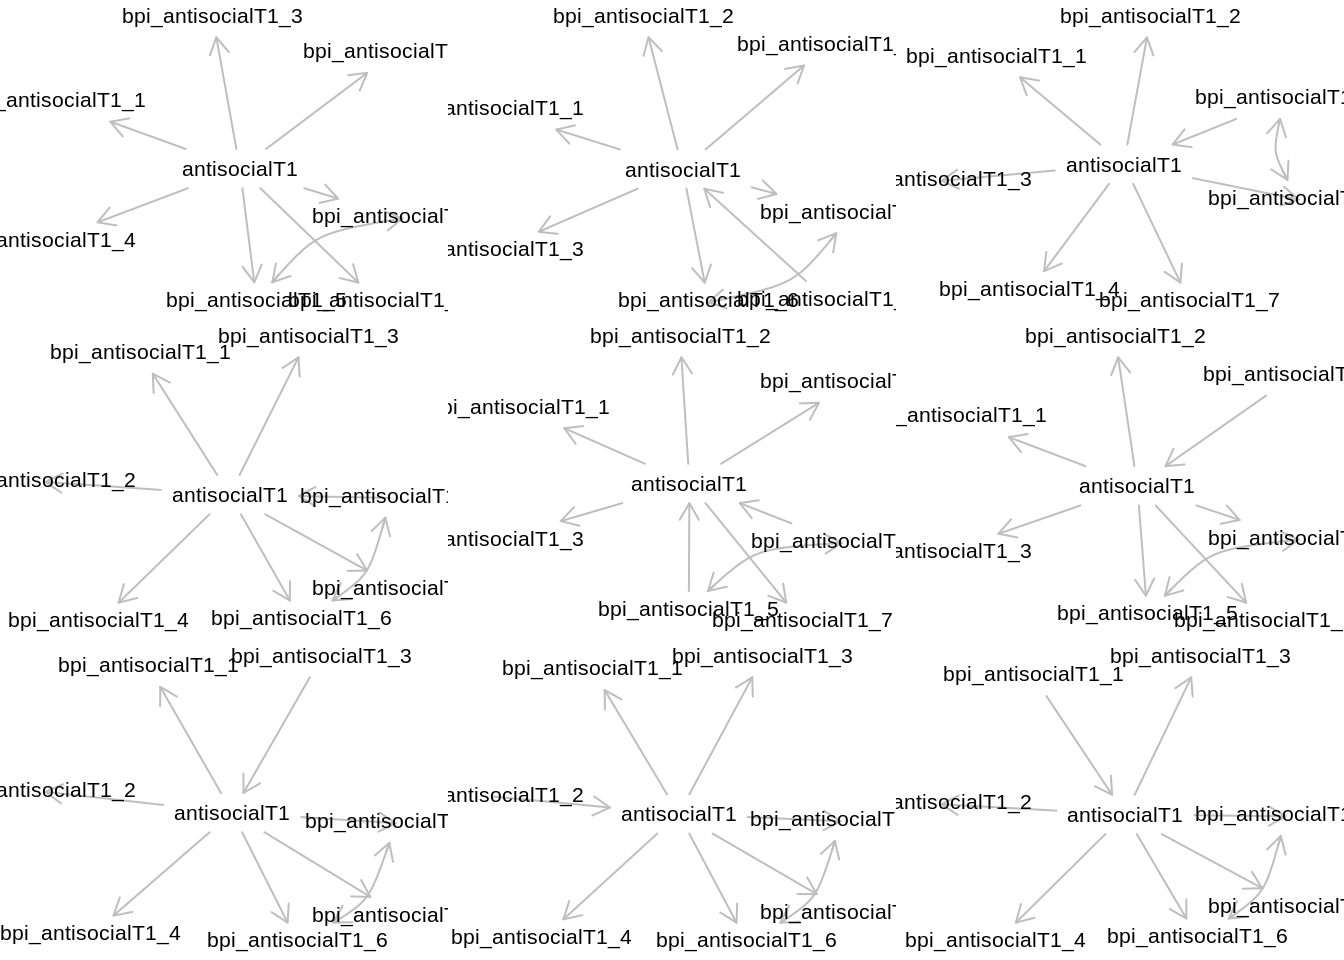 bpi_antisocialT1_3
bpi_antisocialT
_antisocialT1_1
antisocialT1
bpi_antisocialT
antisocialT1_4
bpi_antisocialT1_5
bpi_antisocialT1_
bpi_antisocialT1_2
bpi_antisocialT1_
antisocialT1_1
antisocialT1
bpi_antisocialT
antisocialT1_3
bpi_antisocialT1_6
bpi_antisocialT1_
bpi_antisocialT1_2
bpi_antisocialT1_1
bpi_antisocialT1
antisocialT1
antisocialT1_3
bpi_antisocialT
bpi_antisocialT1_4
bpi_antisocialT1_7
bpi_antisocialT1_3
bpi_antisocialT1_1
antisocialT1_2
antisocialT1
bpi_antisocialT1
bpi_antisocialT
bpi_antisocialT1_4
bpi_antisocialT1_6
bpi_antisocialT1_2
bpi_antisocialT
bpi_antisocialT1_1
antisocialT1
antisocialT1_3
bpi_antisocialT
bpi_antisocialT1_5
bpi_antisocialT1_7
bpi_antisocialT1_2
bpi_antisocialT
_antisocialT1_1
antisocialT1
bpi_antisocialT
antisocialT1_3
bpi_antisocialT1_5
bpi_antisocialT1_
bpi_antisocialT1_3
bpi_antisocialT1_1
antisocialT1_2
antisocialT1
bpi_antisocialT
bpi_antisocialT
bpi_antisocialT1_4
bpi_antisocialT1_6
bpi_antisocialT1_3
bpi_antisocialT1_1
antisocialT1_2
antisocialT1
bpi_antisocialT
bpi_antisocialT
bpi_antisocialT1_4
bpi_antisocialT1_6
bpi_antisocialT1_3
bpi_antisocialT1_1
antisocialT1_2
antisocialT1
bpi_antisocialT1
bpi_antisocialT
bpi_antisocialT1_4
bpi_antisocialT1_6